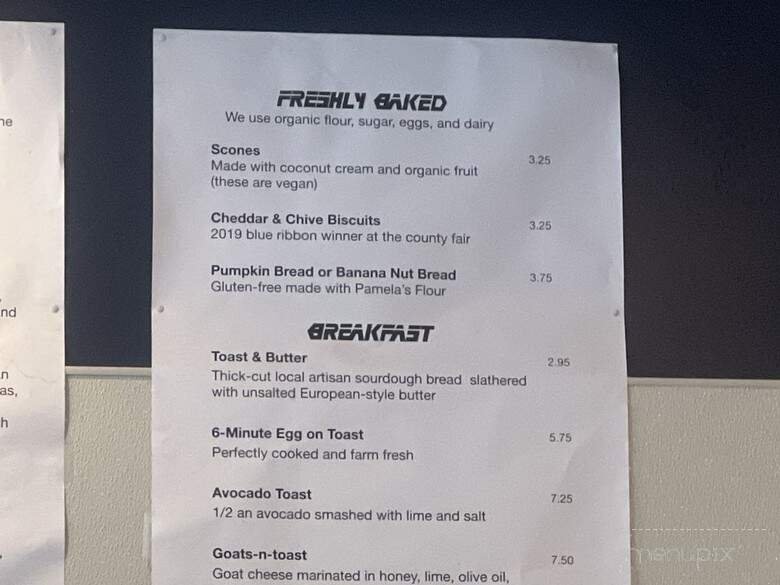 FRESHLY BAKED
We use organic flour, sugar, eggs, and dairy
Scones 3.25
Made with coconut cream and organic fruit
(these are vegan)
Cheddar & Chive Biscuits 3.25
2019 blue ribbon winner at the county fair
Pumpkin Bread or Banana Nut Bread 3.75
Gluten-free made with Pamela's Flour
BREAKFAST
Toast & Butter 2.95
Thick-cut local artisan sourdough bread slathered
with unsalted European-style butter
6-Minute Egg on Toast 5.75
Perfectly cooked and farm fresh
Avocado Toast 7.25
1/2 an avocado smashed with lime and salt
Goats-n-toast 7.50
Goat cheese marinated in honey, lime, olive oil,
menupix